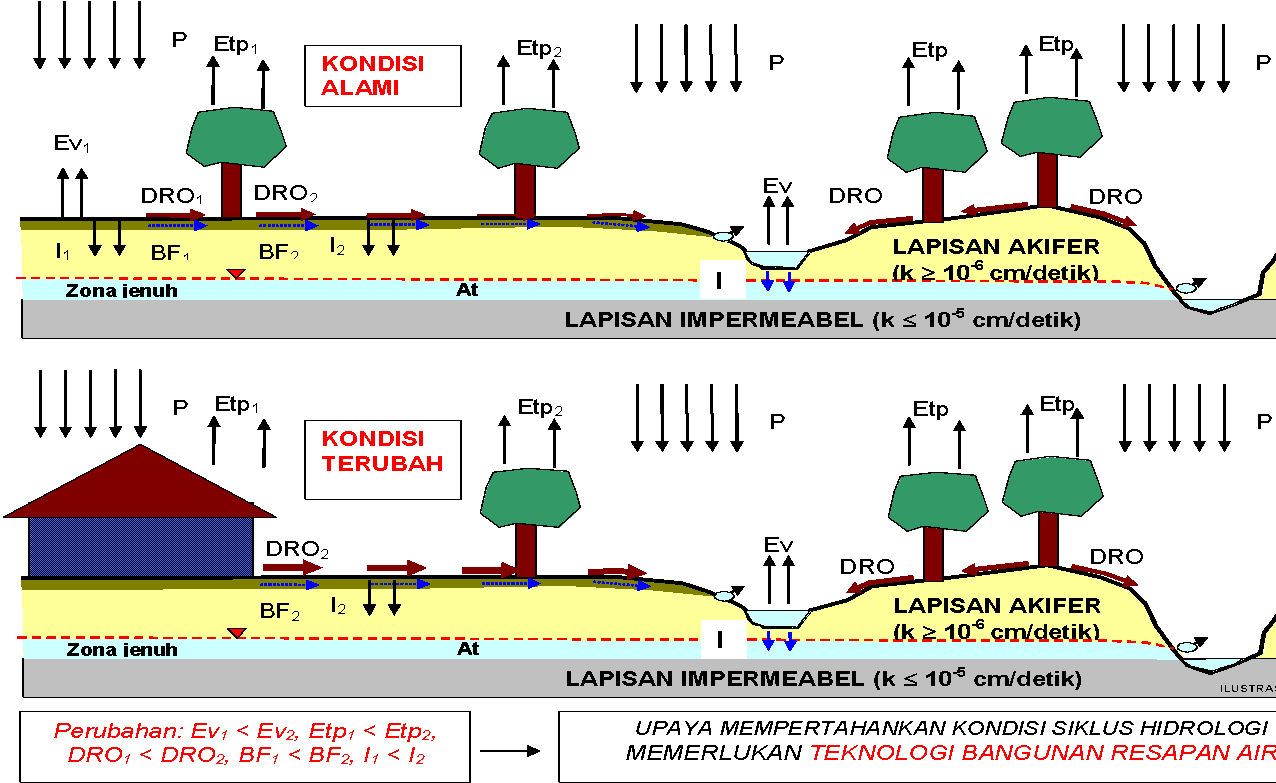 P
Etp₁
KONDISI
ALAMI
Etp₂
P
Etp
Etp
P
Ev₁
DRO₁
DRO₂
Ev
DRO
DRO
I₁
BF₁
BF₂
I₂
LAPISAN AKIFER
(k ≥ 10⁻⁶ cm/detik)
I
Zona jenuh
At
LAPISAN IMPERMEABEL (k ≤ 10⁻⁵ cm/detik)
P
Etp₁
KONDISI
TERUBAH
Etp₂
P
Etp
Etp
P
DRO₂
Ev
DRO
DRO
BF₂
I₂
LAPISAN AKIFER
(k ≥ 10⁻⁶ cm/detik)
I
Zona jenuh
At
LAPISAN IMPERMEABEL (k ≤ 10⁻⁵ cm/detik)
ILUSTRAS
Perubahan: Ev₁ < Ev₂, Etp₁ < Etp₂,
DRO₁ < DRO₂, BF₁ < BF₂, I₁ < I₂
UPAYA MEMPERTAHANKAN KONDISI SIKLUS HIDROLOGI
MEMERLUKAN TEKNOLOGI BANGUNAN RESAPAN AIR